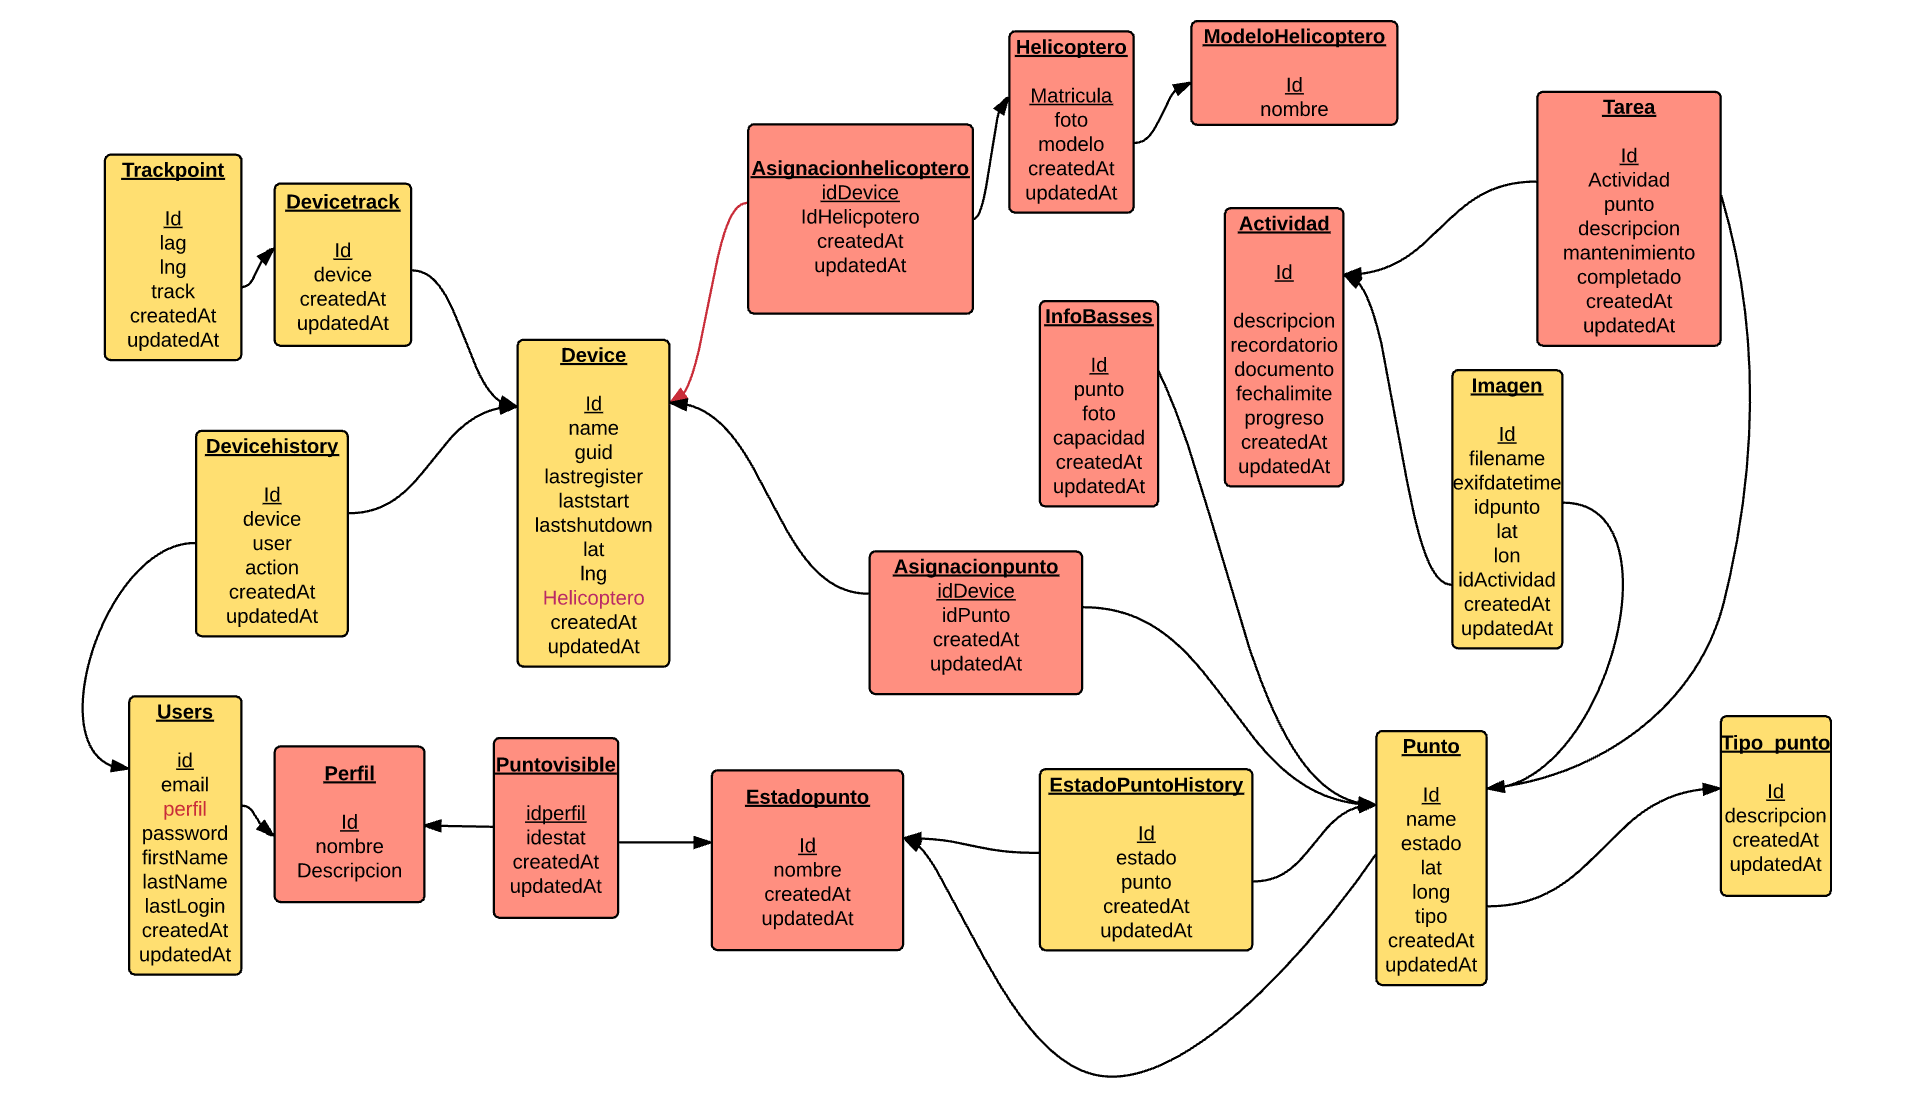 Trackpoint
Id
lag
lng
track
createdAt
updatedAt
Devicetrack
Id
device
createdAt
updatedAt
Devicehistory
Id
device
user
action
createdAt
updatedAt
Users
id
email
perfil
password
firstName
lastName
lastLogin
createdAt
updatedAt
Perfil
Id
nombre
Descripcion
Device
Id
name
guid
lastregister
laststart
lastshutdown
lat
lng
Helicoptero
createdAt
updatedAt
Puntovisible
idperfil
idestat
createdAt
updatedAt
Asignacionhelicoptero
idDevice
IdHelicpotero
createdAt
updatedAt
Helicoptero
Matricula
foto
modelo
createdAt
updatedAt
ModeloHelicoptero
Id
nombre
InfoBasses
Id
punto
foto
capacidad
createdAt
updatedAt
Actividad
Id
descripcion
recordatorio
documento
fechalimite
progreso
createdAt
updatedAt
Tarea
Id
Actividad
punto
descripcion
mantenimiento
completado
createdAt
updatedAt
Imagen
Id
filename
exifdatetime
idpunto
lat
lon
idActividad
createdAt
updatedAt
Asignacionpunto
idDevice
idPunto
createdAt
updatedAt
Estadopunto
Id
nombre
createdAt
updatedAt
EstadoPuntoHistory
Id
estado
punto
createdAt
updatedAt
Punto
Id
name
estado
lat
long
tipo
createdAt
updatedAt
Tipo_punto
Id
descripcion
createdAt
updatedAt